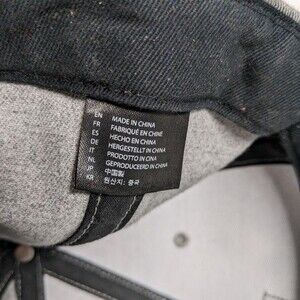 EN MADE IN CHINA
FR FABRIQUÉ EN CHINE
ES HECHO EN CHINA
DE HERGESTELLT IN CHINA
IT PRODOTTO IN CINA
NL GEPRODUCEERD IN CHINA
JP 中国製
KR 원산지: 중국